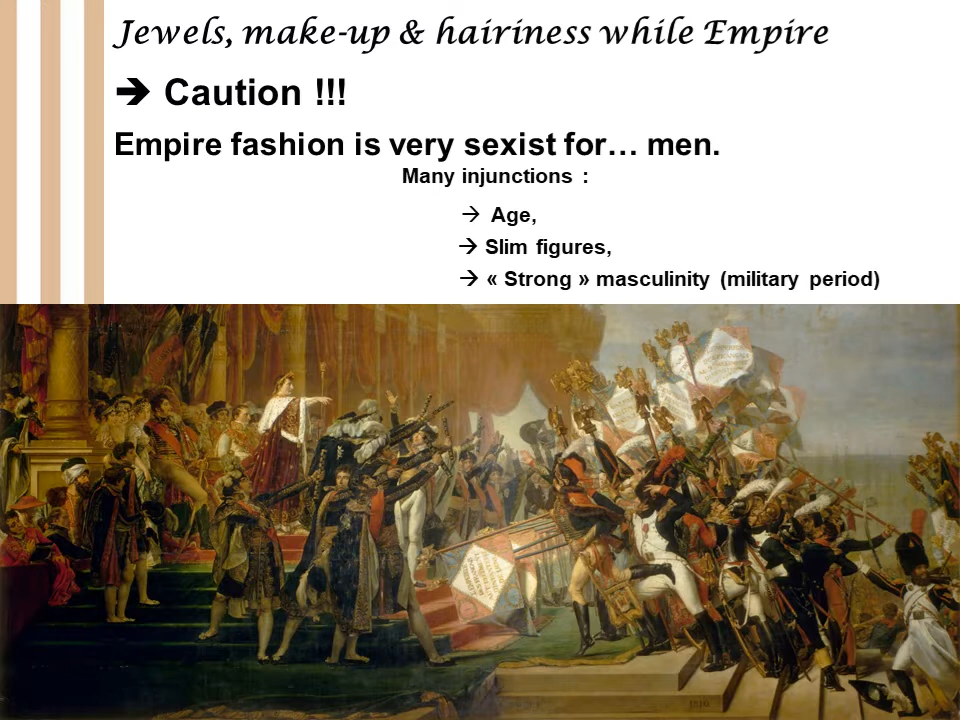 Jewels, make-up & hairiness while Empire
➔ Caution !!!
Empire fashion is very sexist for… men.
Many injunctions :
→ Age,
➔ Slim figures,
➔ « Strong » masculinity (military period)
1810